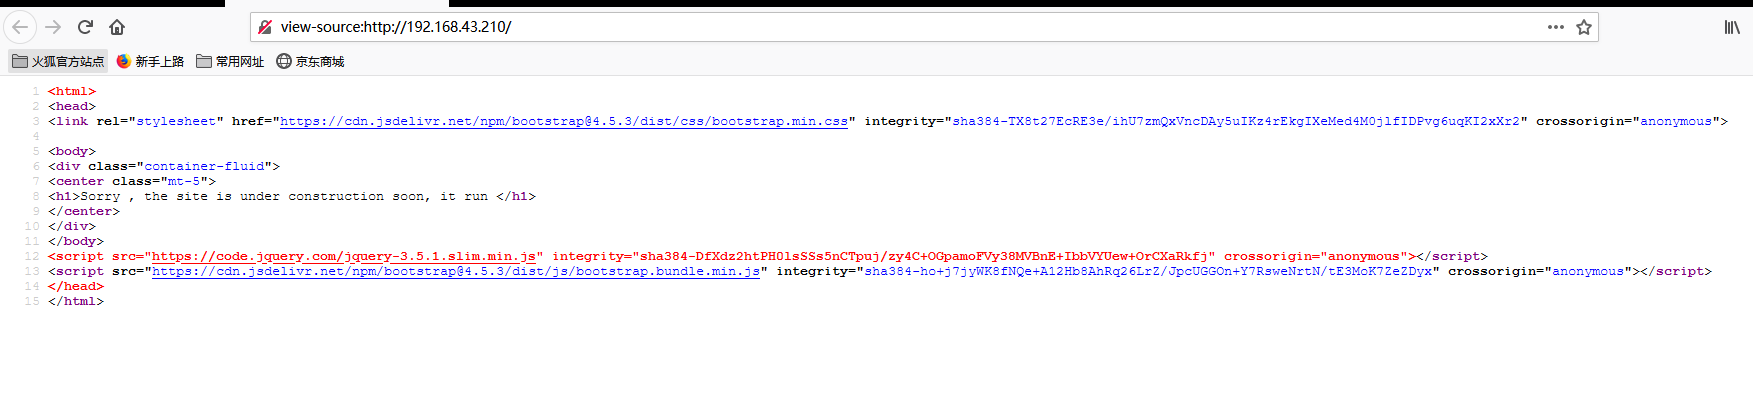 view-source:http://192.168.43.210/
火狐官方站点 新手上路 常用网址 京东商城
1 <html>
2 <head>
3 <link rel="stylesheet" href="https://cdn.jsdelivr.net/npm/bootstrap@4.5.3/dist/css/bootstrap.min.css" integrity="sha384-TX8t27EcRE3e/ihU7zmQxVncDAy5uIKz4rEkgIXeMed4M0jlfIDPvg6uqKI2xXr2" crossorigin="anonymous">
4
5 <body>
6 <div class="container-fluid">
7 <center class="mt-5">
8 <h1>Sorry , the site is under construction soon, it run </h1>
9 </center>
10 </div>
11 </body>
12 <script src="https://code.jquery.com/jquery-3.5.1.slim.min.js" integrity="sha384-DfXdz2htPH0lsSSs5nCTpuj/zy4C+OGpamoFVy38MVBnE+IbbVYUew+OrCXaRkfj" crossorigin="anonymous"></script>
13 <script src="https://cdn.jsdelivr.net/npm/bootstrap@4.5.3/dist/js/bootstrap.bundle.min.js" integrity="sha384-ho+j7jyWK8fNQe+A12Hb8AhRq26LrZ/JpcUGGOn+Y7RsweNrtN/tE3MoK7ZeZDyx" crossorigin="anonymous"></script>
14 </head>
15 </html>